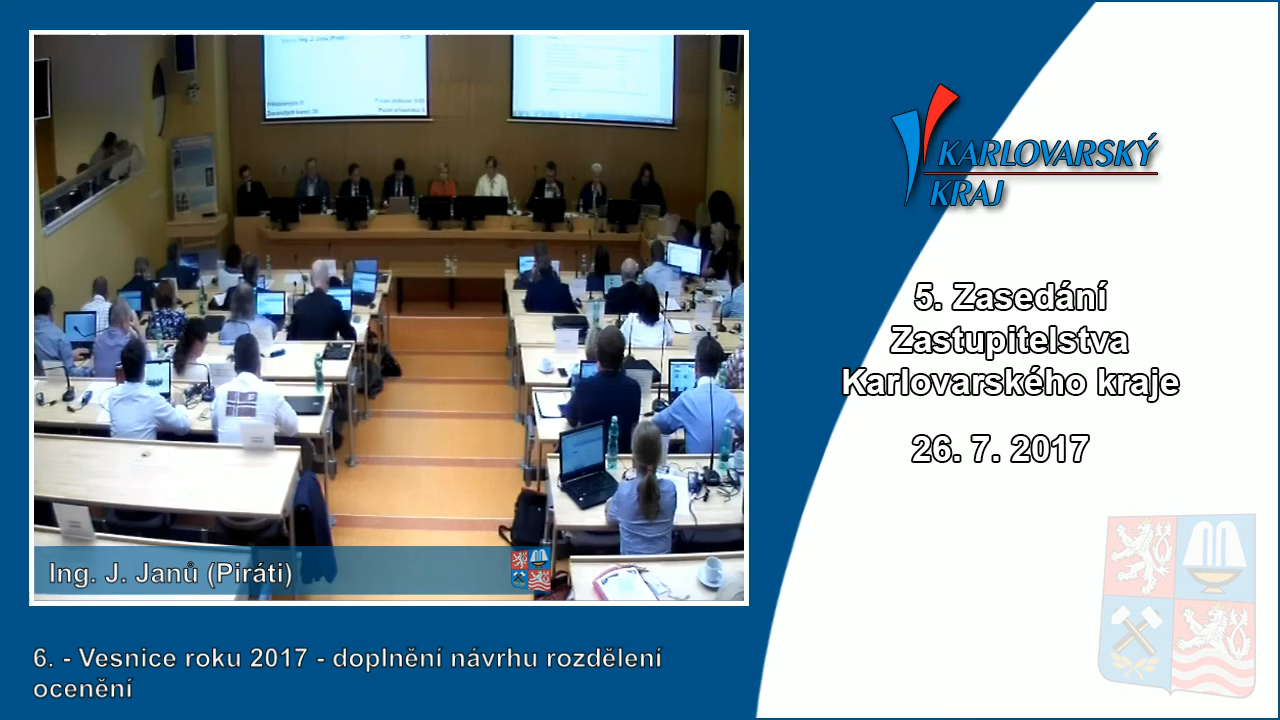 KARLOVARSKÝ
KRAJ
5. Zasedání
Zastupitelstva
Karlovarského kraje
26. 7. 2017
Ing. J. Janů (Piráti)
6. - Vesnice roku 2017 - doplnění návrhu rozdělení
ocenění